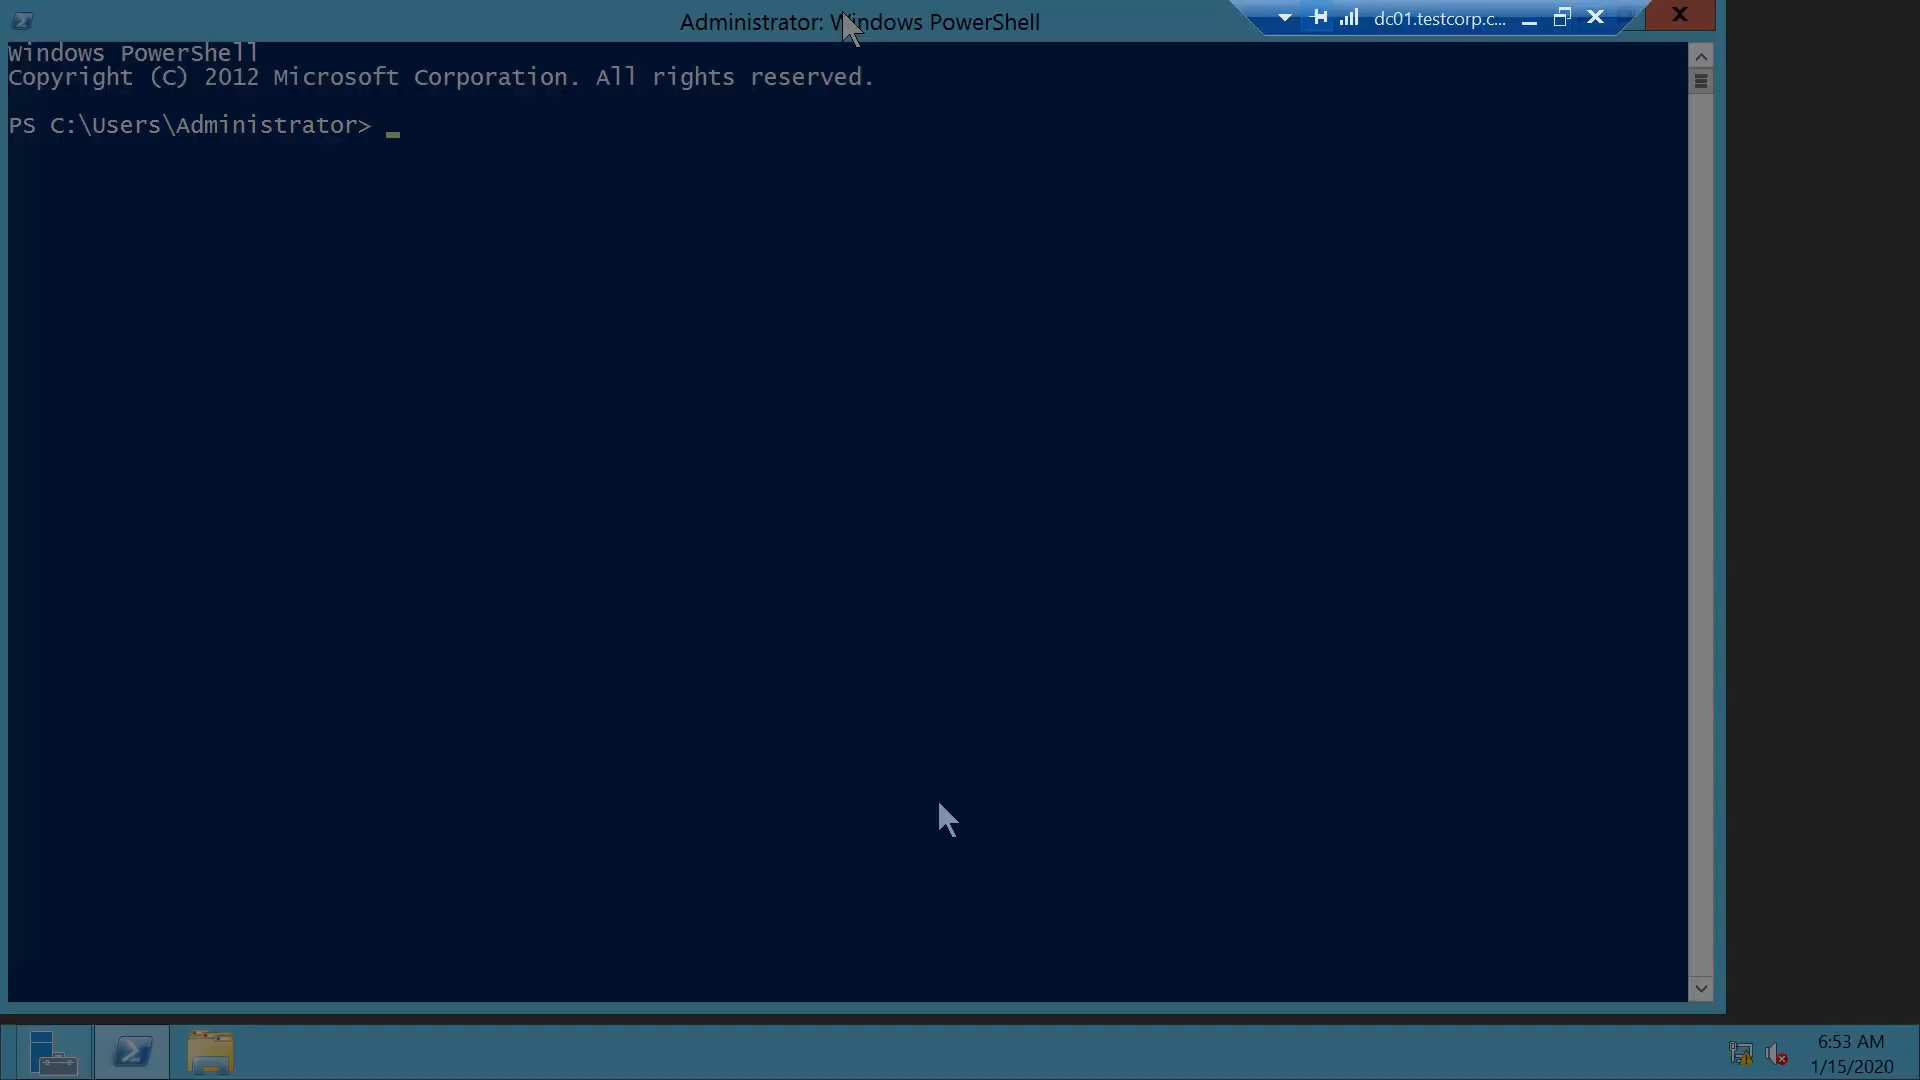 Administrator: Windows PowerShell
dc01.testcorp.c...
Windows PowerShell
Copyright (C) 2012 Microsoft Corporation. All rights reserved.
PS C:\Users\Administrator> _
6:53 AM
1/15/2020